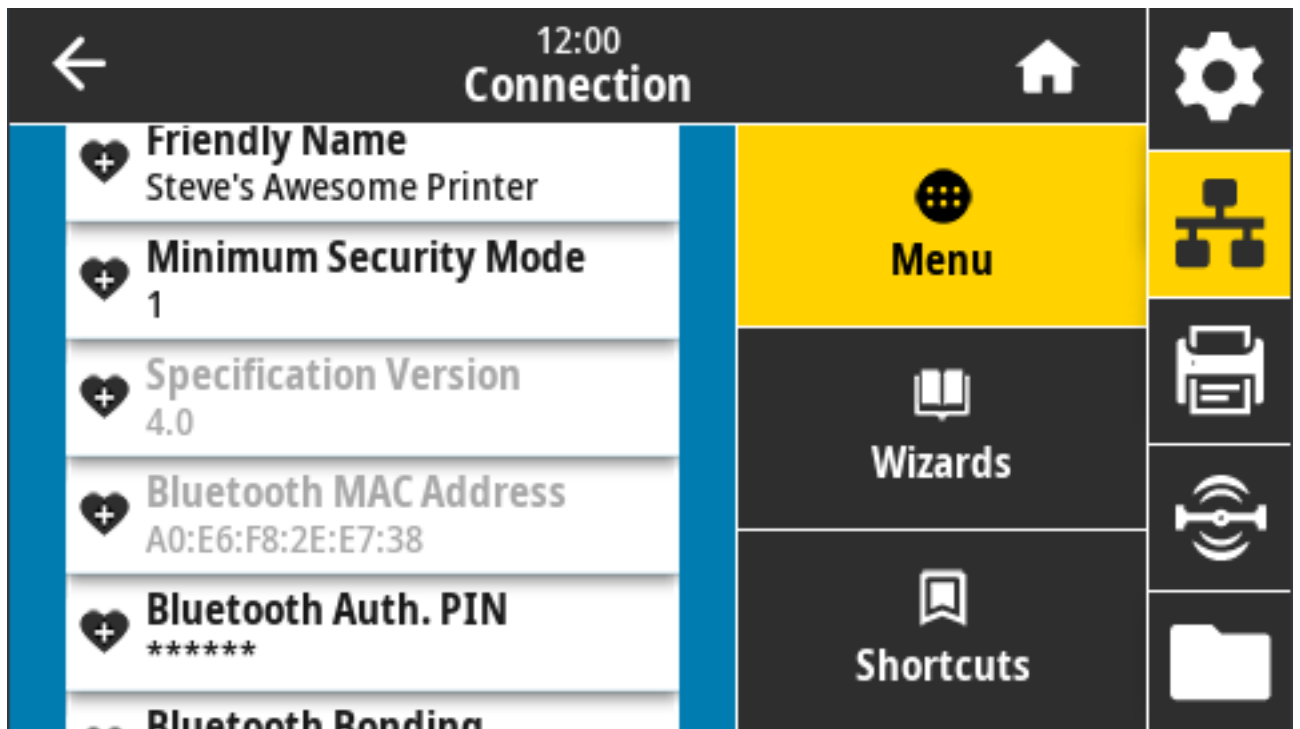 12:00
Connection
Friendly Name
Steve's Awesome Printer
Minimum Security Mode
1
Specification Version
4.0
Bluetooth MAC Address
A0:E6:F8:2E:E7:38
Bluetooth Auth. PIN
******
Bluetooth Bonding
Menu
Wizards
Shortcuts